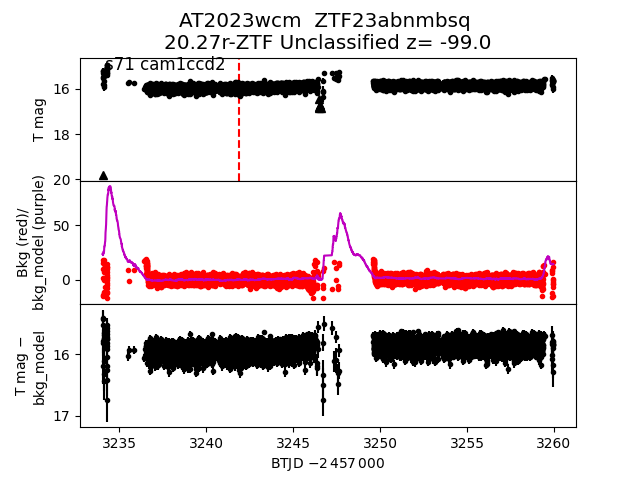 AT2023wcm  ZTF23abnmbsq
20.27r-ZTF Unclassified z= -99.0
s71 cam1ccd2
T mag
16
18
20
Bkg (red)/
bkg_model (purple)
50
0
T mag −
bkg_model
16
17
3235 3240 3245 3250 3255 3260
BTJD −2 457 000